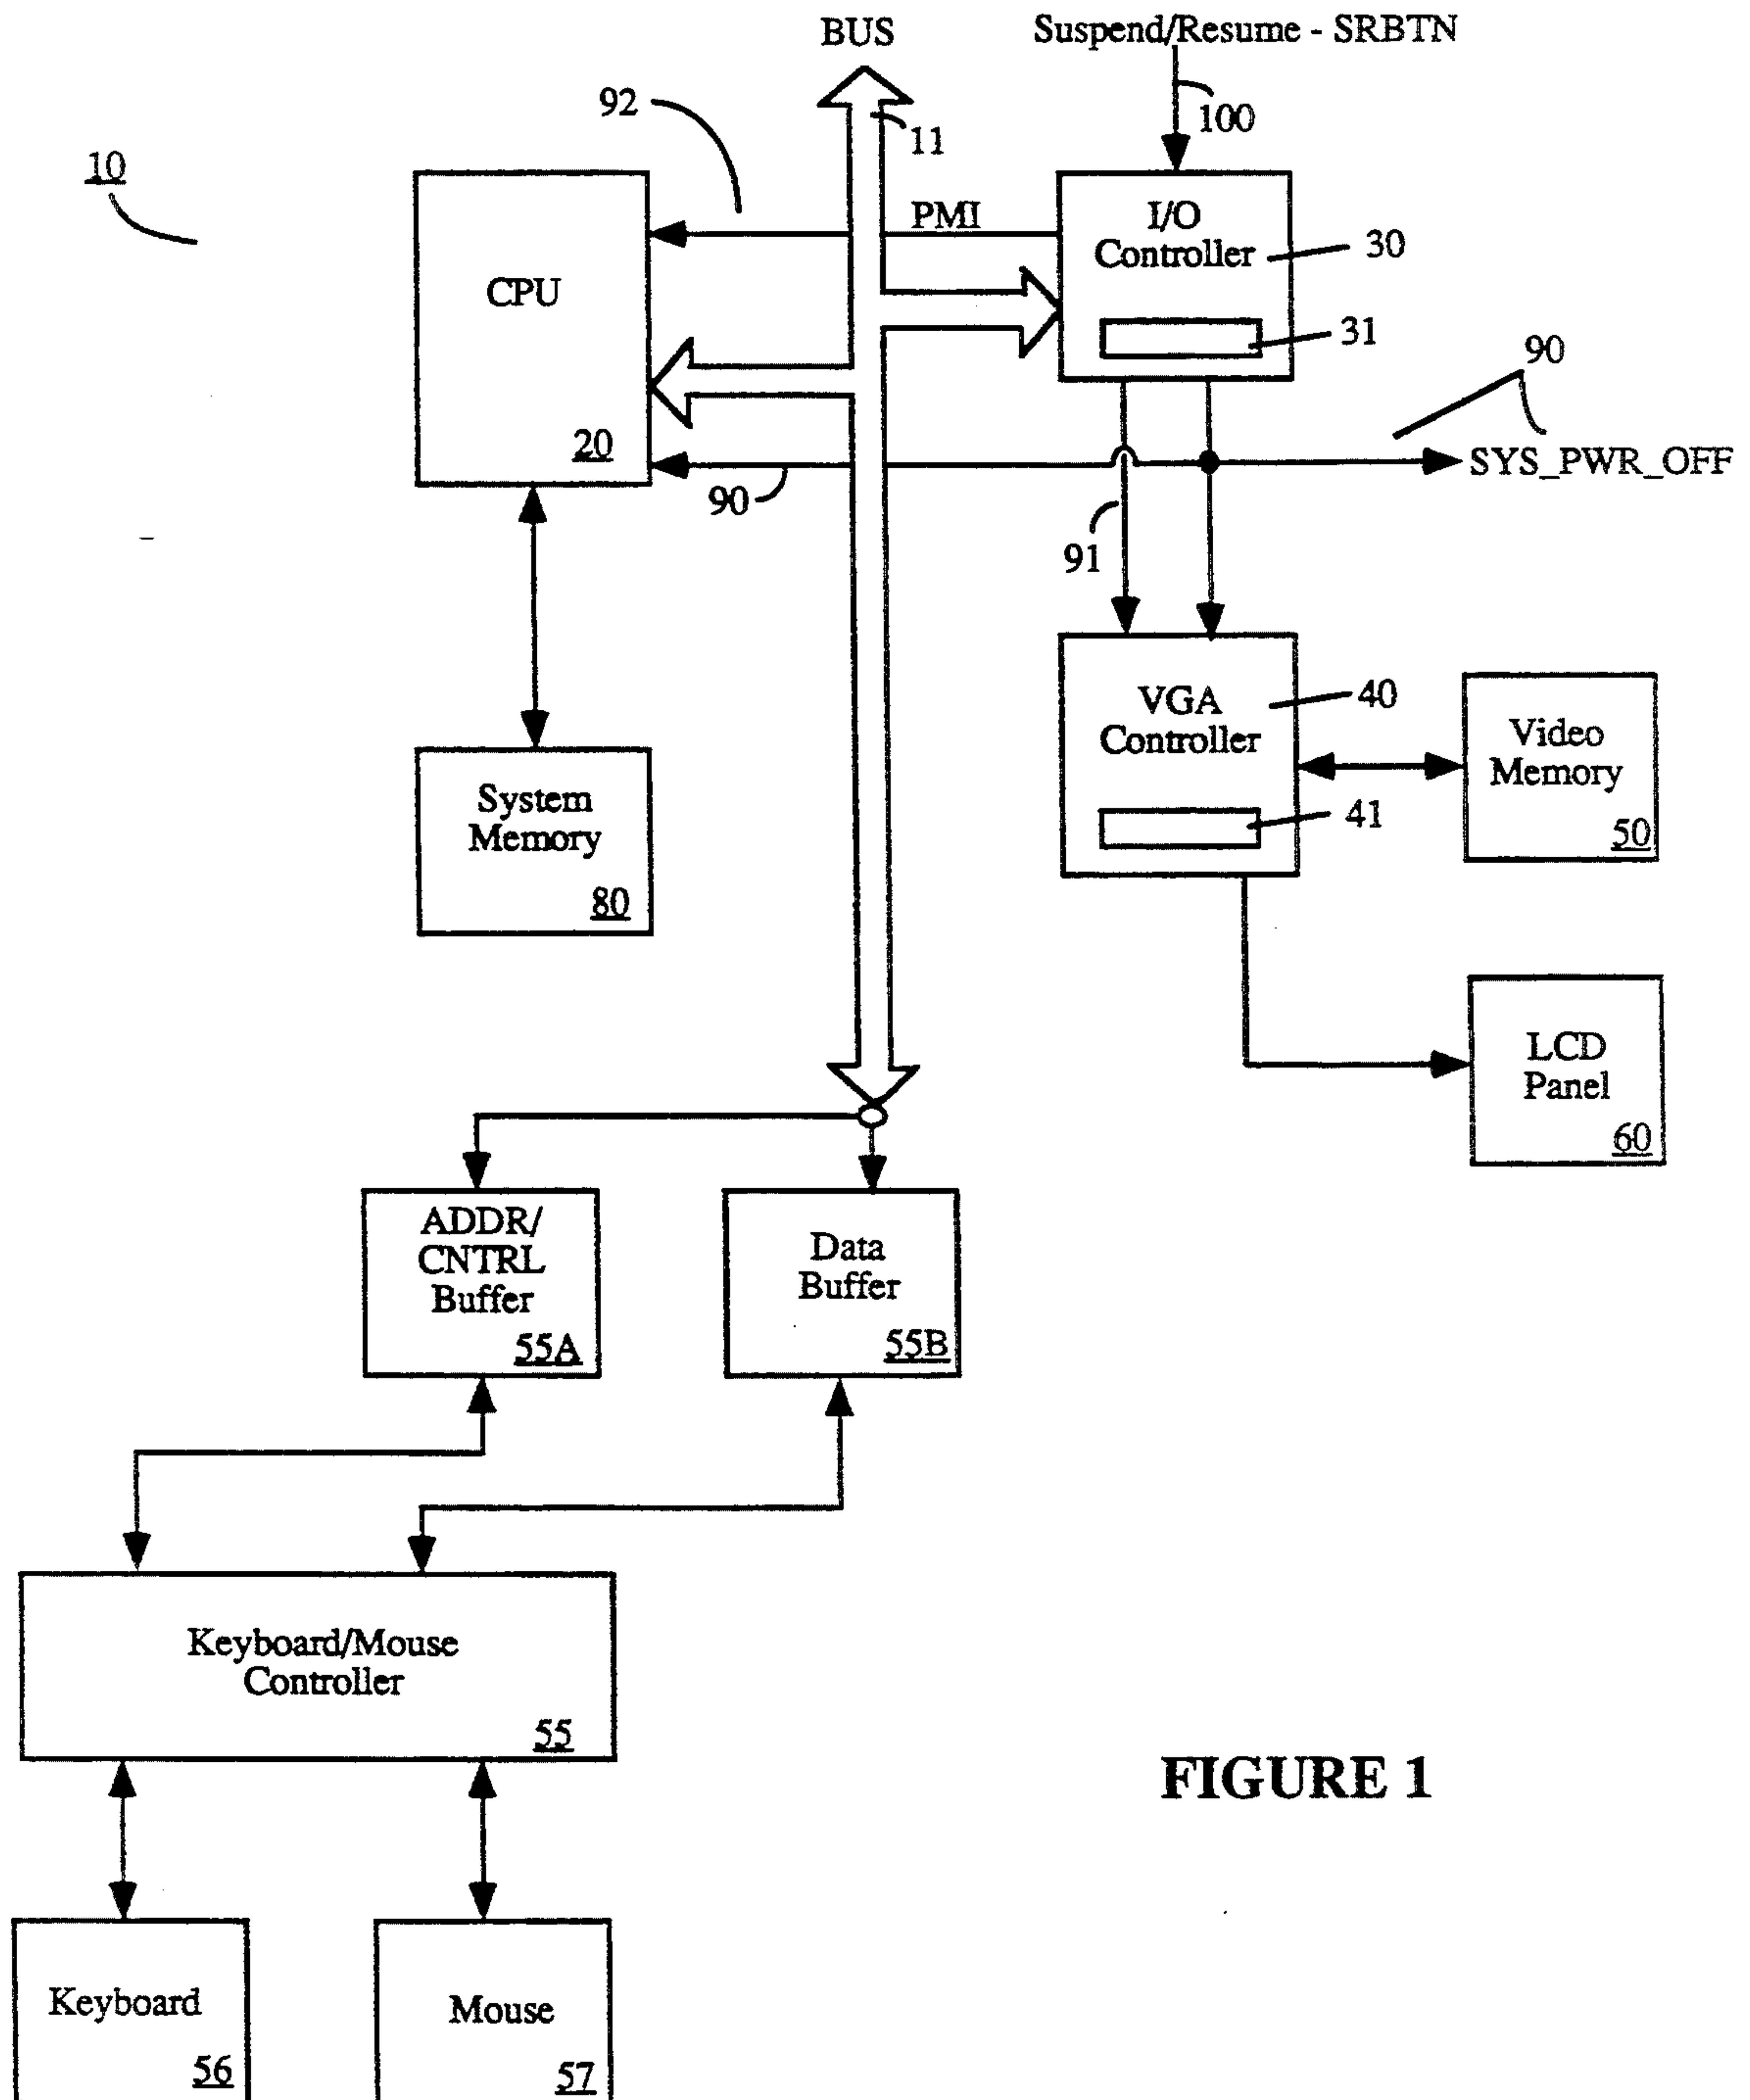 BUS
Suspend/Resume - SRBTN
92
11
100
10
PMI
I/O
Controller
30
CPU
31
90
20
SYS_PWR_OFF
90
91
VGA
Controller
40
Video
Memory
50
41
System
Memory
80
LCD
Panel
60
ADDR/
CNTRL
Buffer
55A
Data
Buffer
55B
Keyboard/Mouse
Controller
55
FIGURE 1
Keyboard
56
Mouse
57